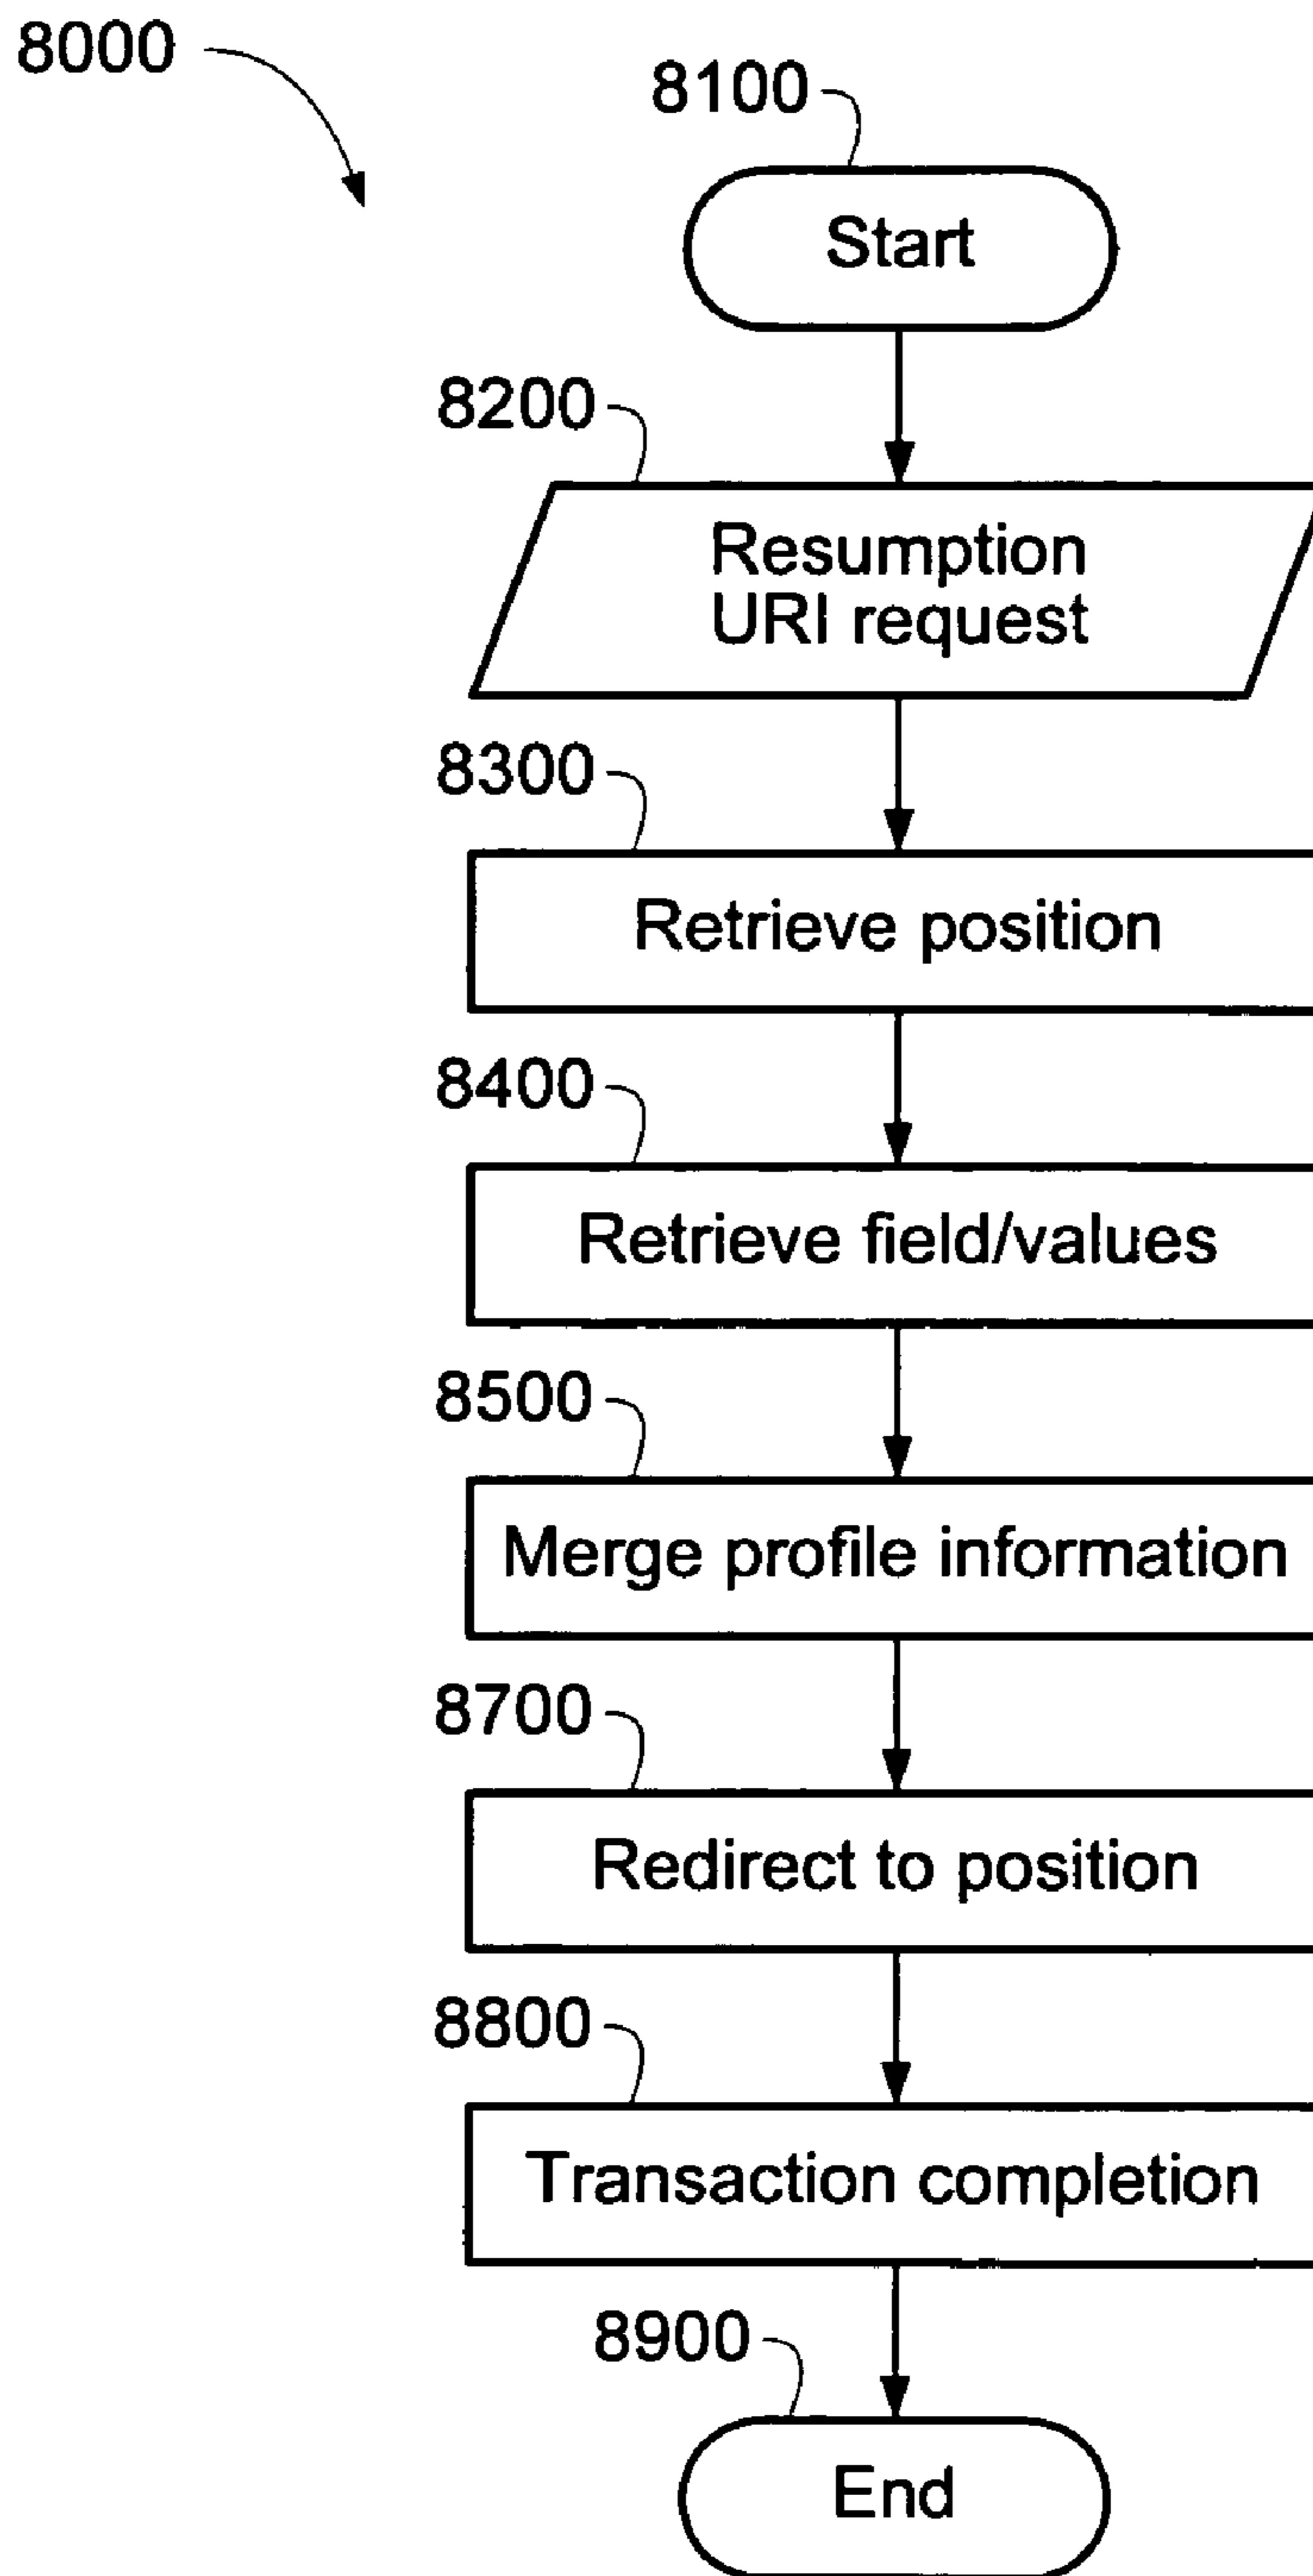 8000
8100
Start
8200
Resumption
URI request
8300
Retrieve position
8400
Retrieve field/values
8500
Merge profile information
8700
Redirect to position
8800
Transaction completion
8900
End